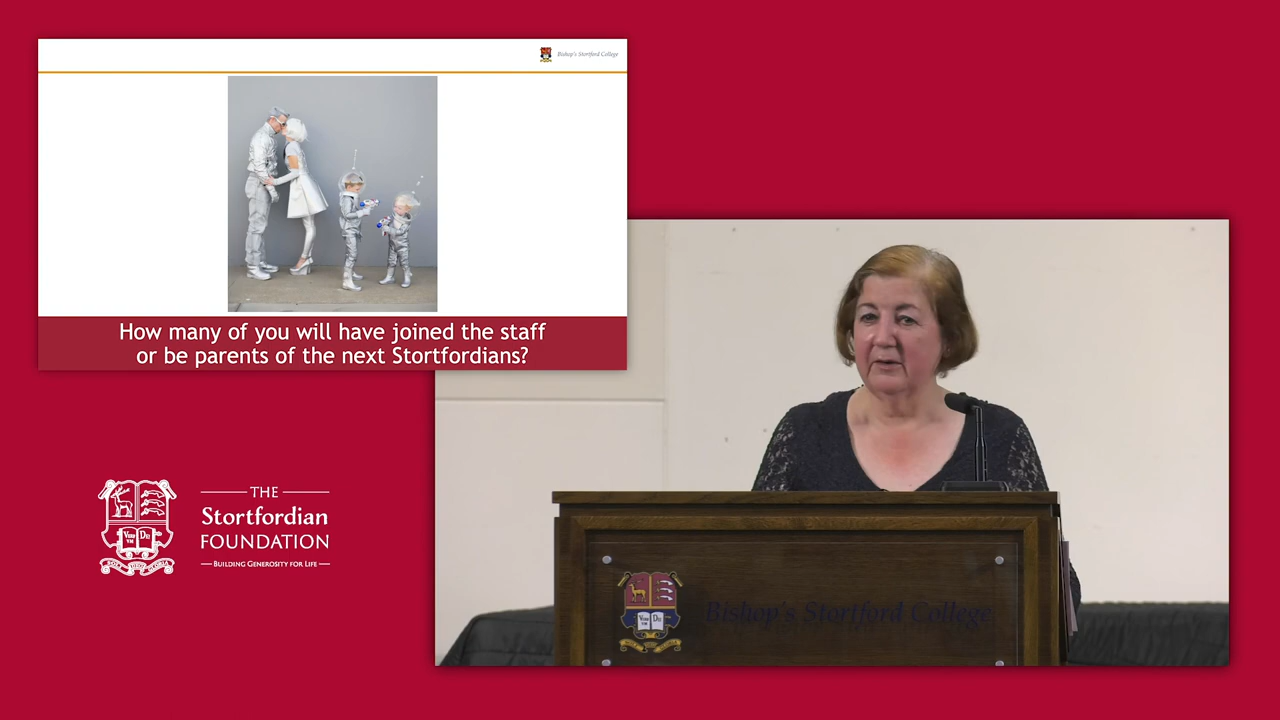 Bishop's Stortford College
How many of you will have joined the staff
or be parents of the next Stortfordians?
THE
Stortfordian
FOUNDATION
BUILDING GENEROSITY FOR LIFE
Bishop's Stortford College